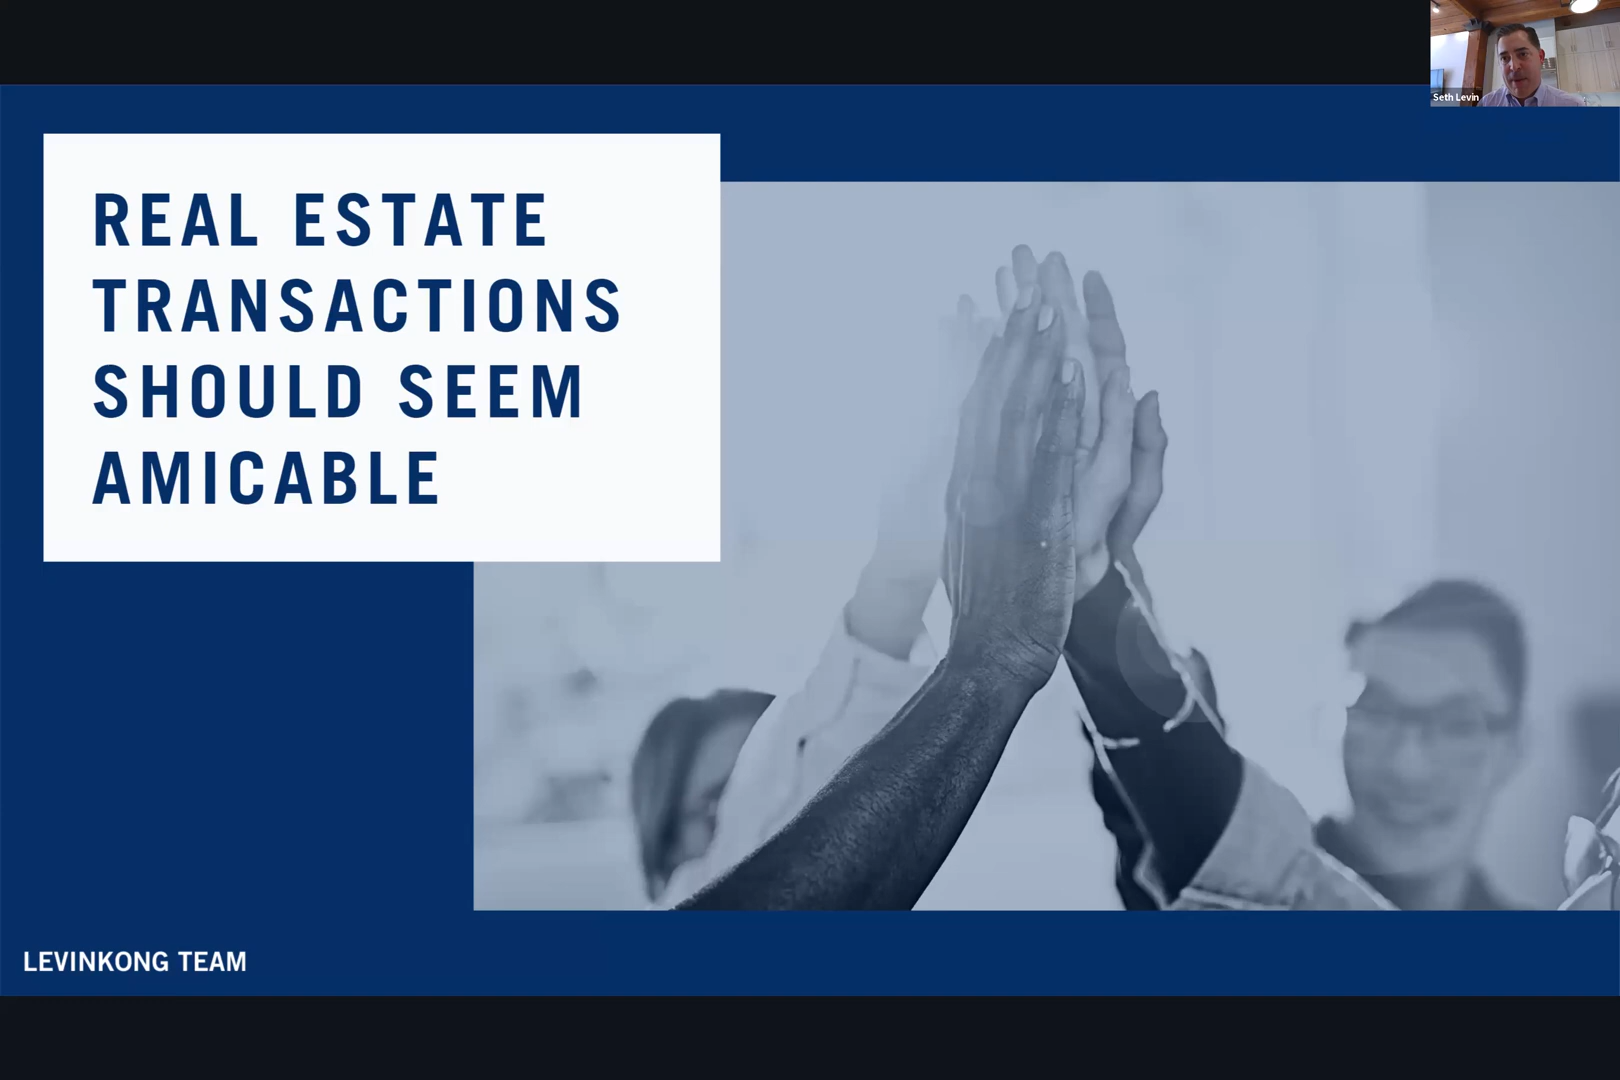 Seth Levin
REAL ESTATE
TRANSACTIONS
SHOULD SEEM
AMICABLE
LEVINKONG TEAM